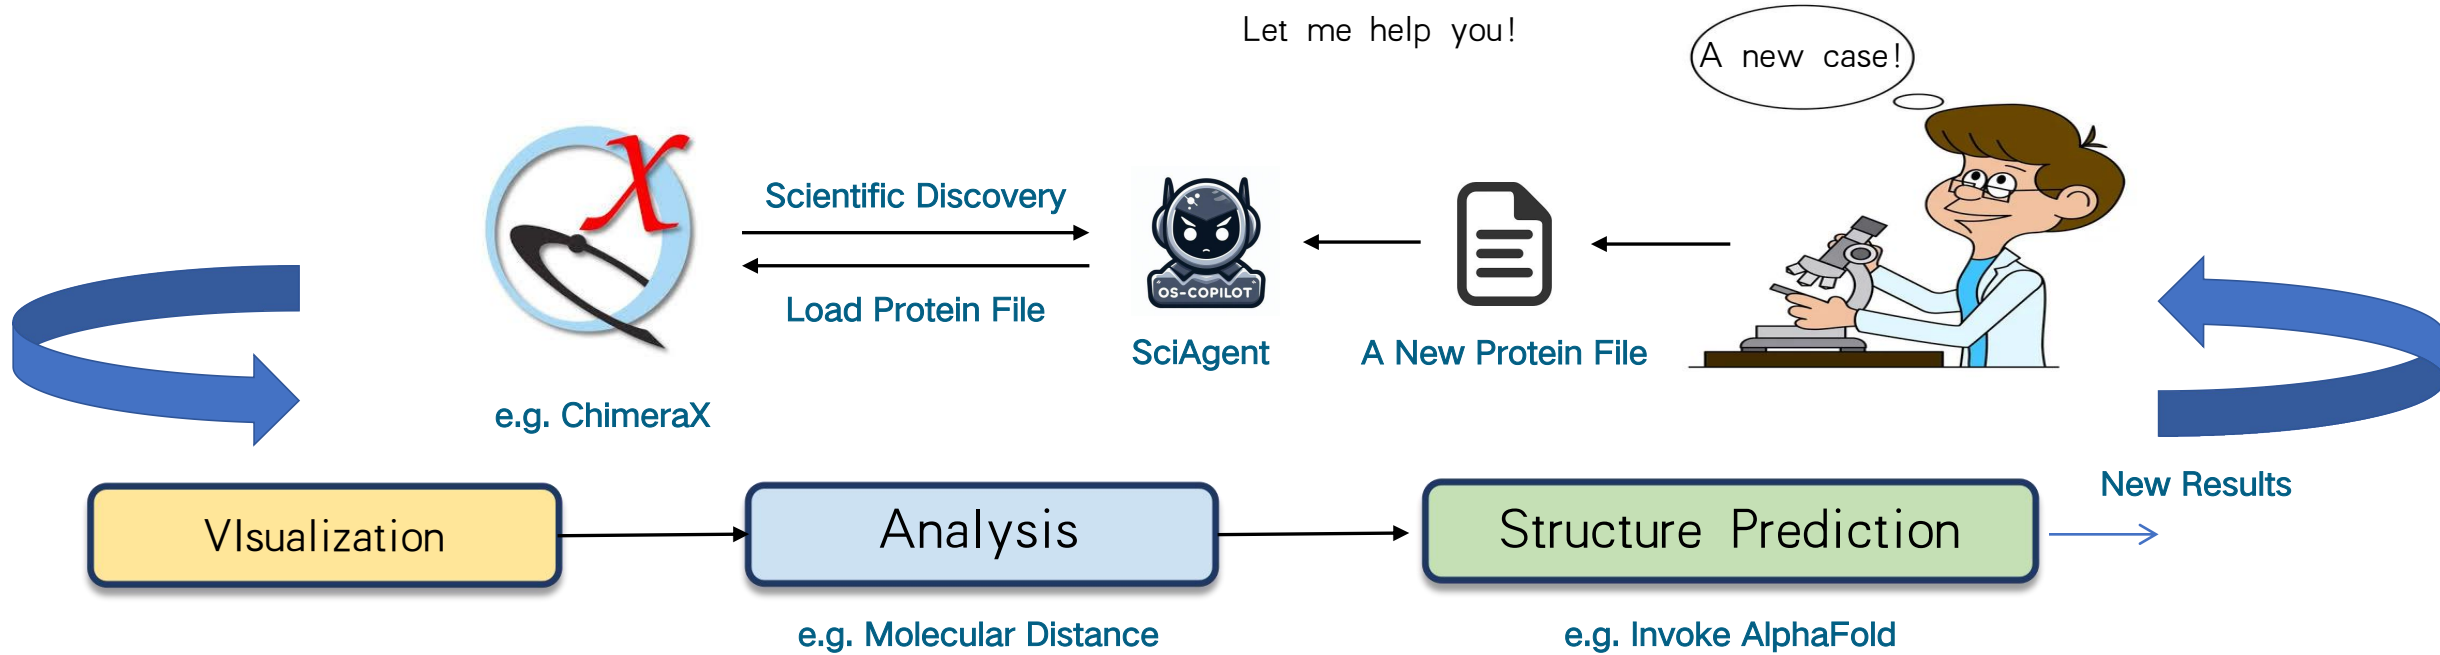 Let me help you!
A new case!
Scientific Discovery
Load Protein File
OS-COPILOT
SciAgent
A New Protein File
e.g. ChimeraX
New Results
VIsualization
Analysis
Structure Prediction
e.g. Molecular Distance
e.g. Invoke AlphaFold